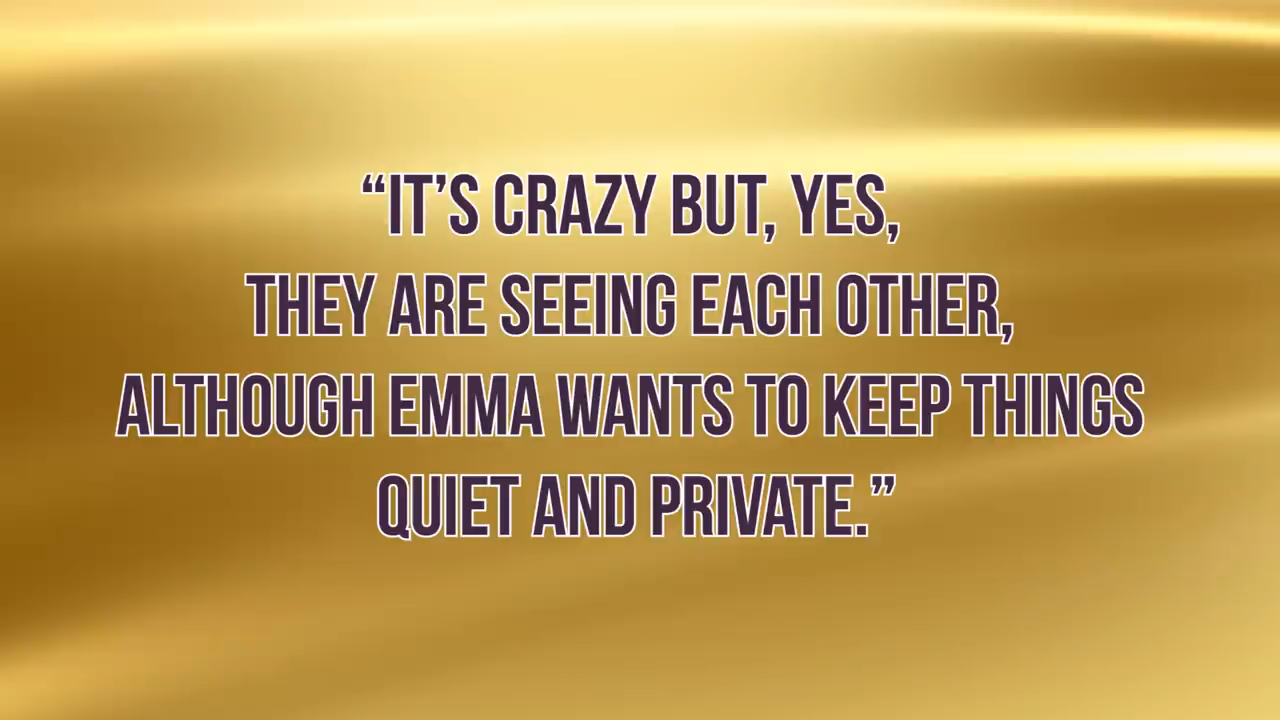 “IT’S CRAZY BUT, YES,
THEY ARE SEEING EACH OTHER,
ALTHOUGH EMMA WANTS TO KEEP THINGS
QUIET AND PRIVATE.”